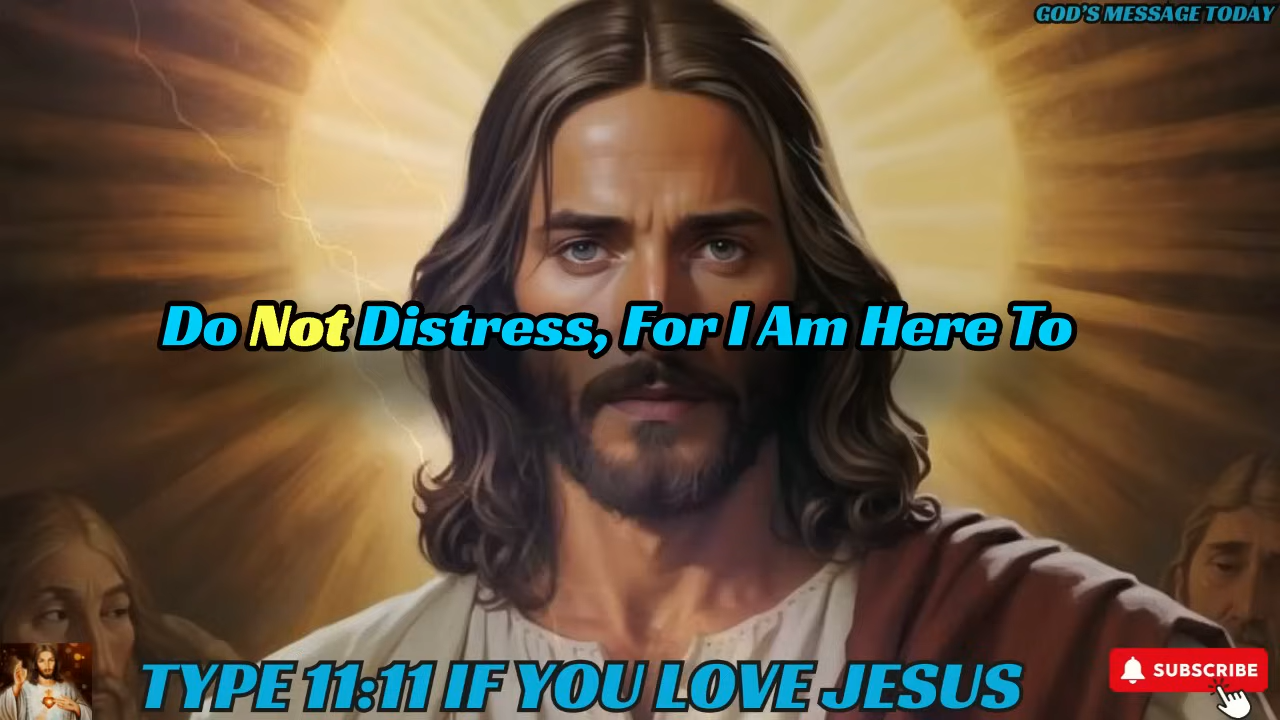 GOD'S MESSAGE TODAY
Do Not Distress, For I Am Here To
TYPE 11:11 IF YOU LOVE JESUS
SUBSCRIBE